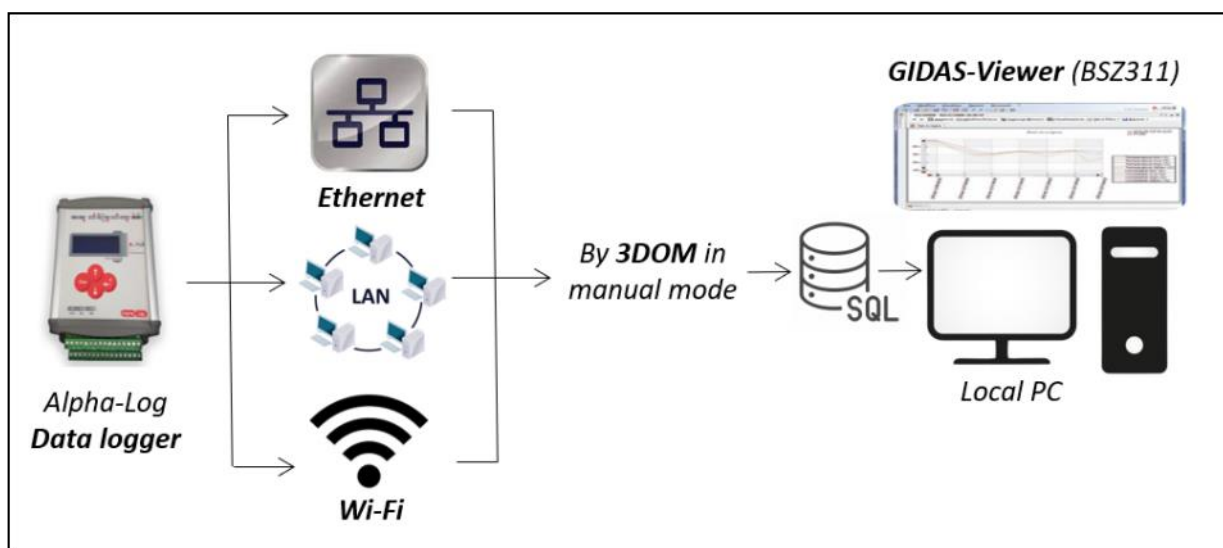 GIDAS-Viewer (BSZ311)
Ethernet
LAN
By 3DOM in
manual mode
SQL
Alpha-Log
Data logger
Local PC
Wi-Fi